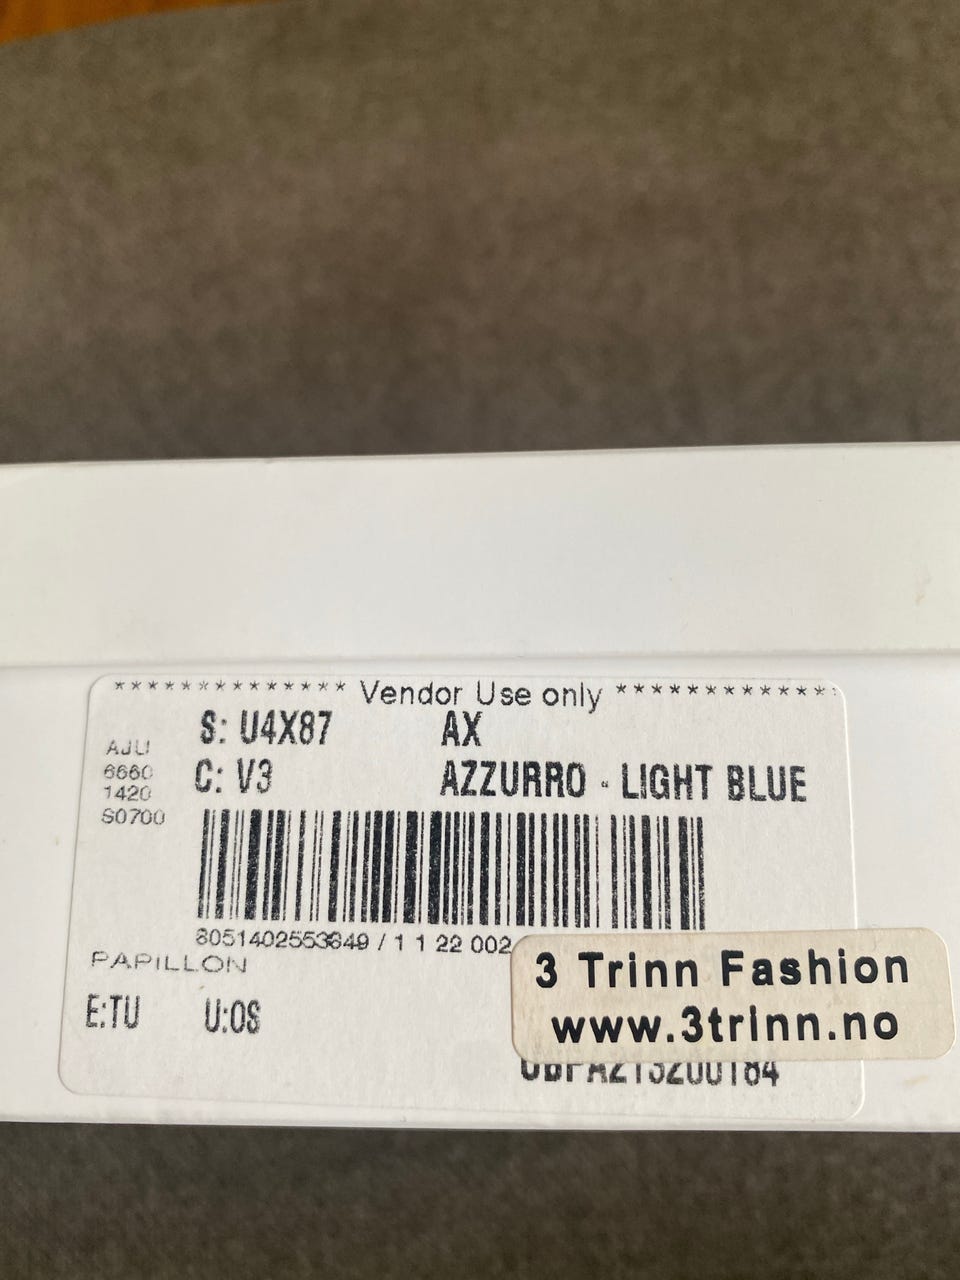 ************** Vendor Use only *************
S: U4X87 AX
C: V3 AZZURRO - LIGHT BLUE
AJU
6660
1420
S0700
8051402553849 / 1 1 22 002
PAPILLON
E:TU U:OS
3 Trinn Fashion
www.3trinn.no